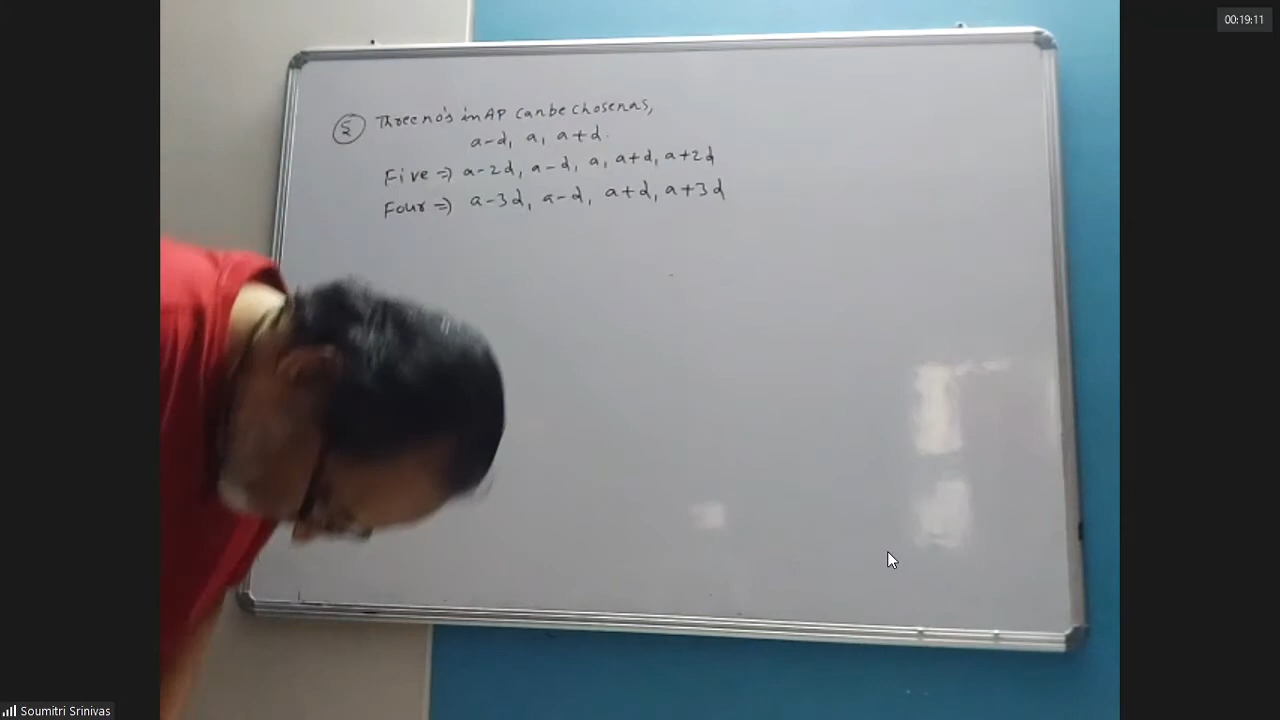 00:19:11
⑤ Three no's in AP can be chosen as,
a-d, a, a+d.
Five => a-2d, a-d, a, a+d, a+2d
Four => a-3d, a-d, a+d, a+3d
Soumitri Srinivas